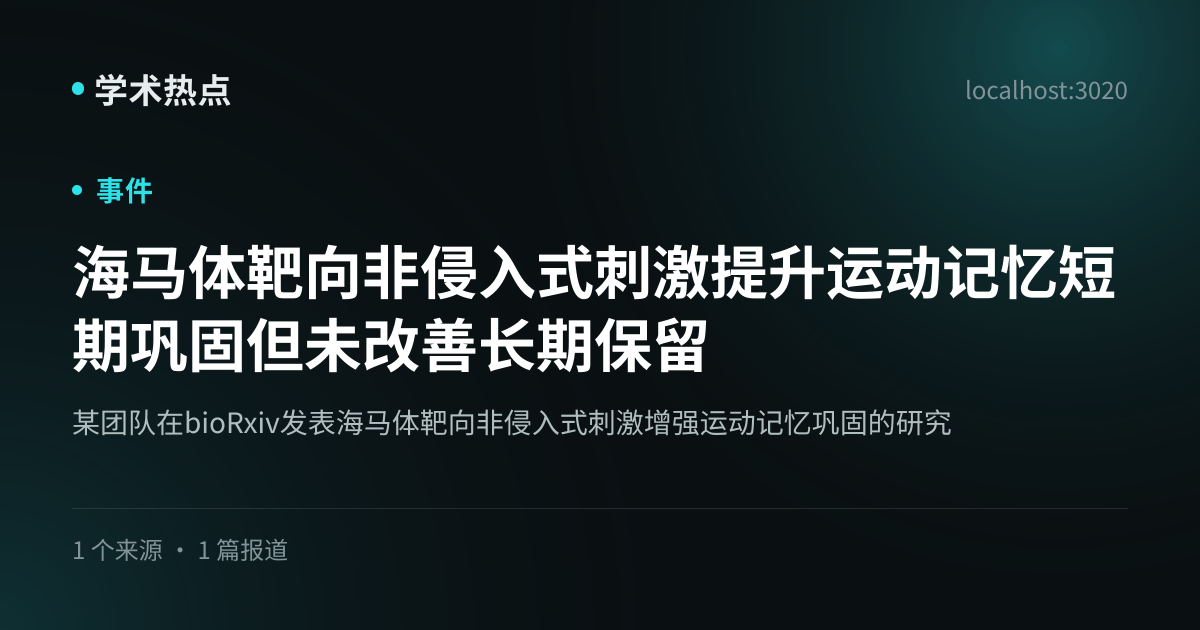 学术热点
localhost:3020
事件
海马体靶向非侵入式刺激提升运动记忆短
期巩固但未改善长期保留
某团队在bioRxiv发表海马体靶向非侵入式刺激增强运动记忆巩固的研究
1 个来源 · 1 篇报道